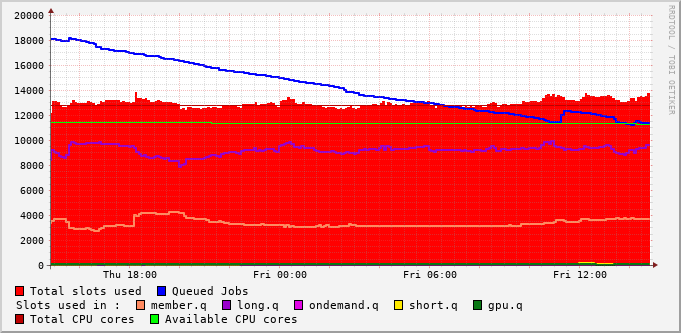 RRDTOOL / TOBI OETIKER
20000
18000
16000
14000
12000
10000
8000
6000
4000
2000
0
Thu 18:00 Fri 00:00 Fri 06:00 Fri 12:00
Total slots used Queued Jobs
Slots used in : member.q long.q ondemand.q short.q gpu.q
Total CPU cores Available CPU cores